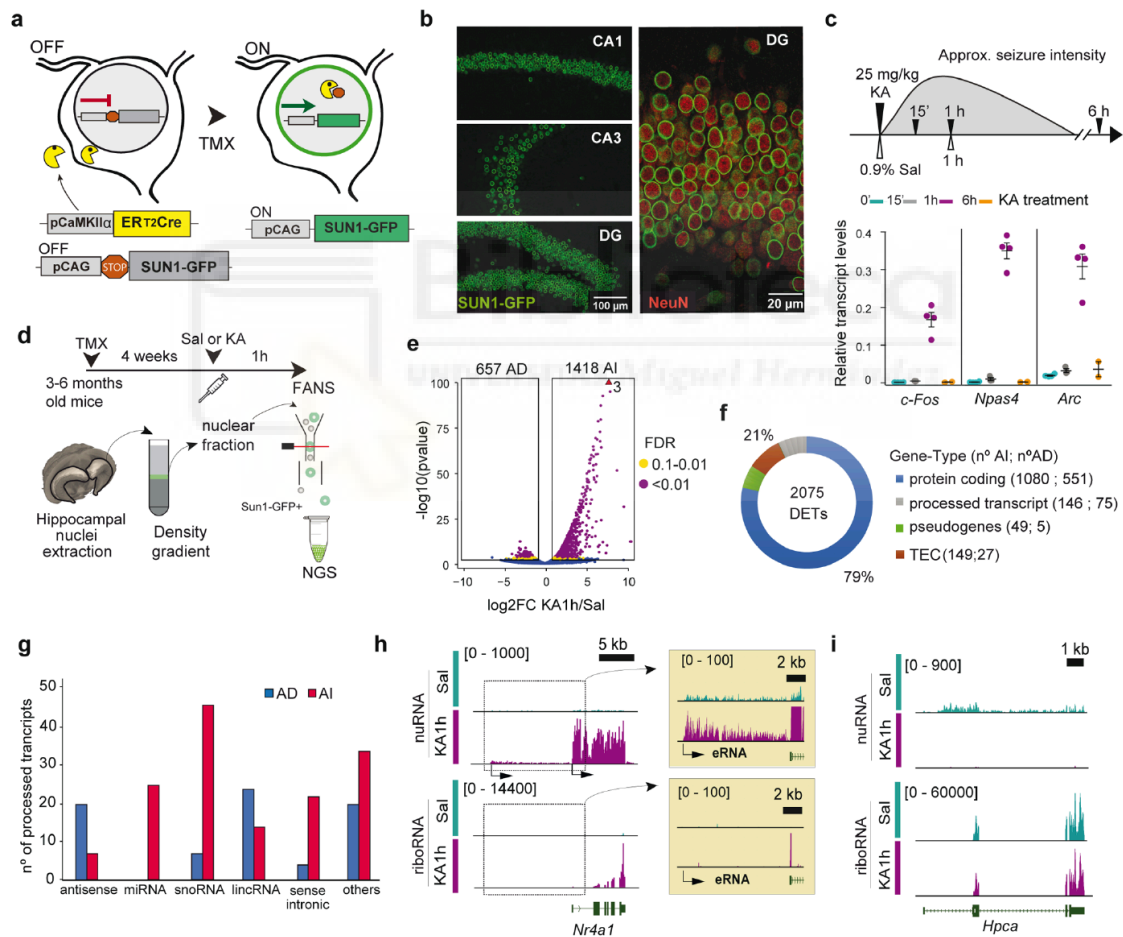 a
OFF
ON
TMX
pCaMKIIα ERT2Cre
OFF
pCAG STOP SUN1-GFP
ON
pCAG SUN1-GFP
b
CA1
CA3
DG
SUN1-GFP
100 µm
DG
NeuN
20 µm
c
Approx. seizure intensity
25 mg/kg
KA
15'
1 h
6 h
0.9% Sal
1 h
0' 15' 1h 6h KA treatment
Relative transcript levels
0.4
0.3
0.2
0.1
0
c-Fos Npas4 Arc
d
TMX
4 weeks
Sal or KA
1h
3-6 months
old mice
FANS
nuclear
fraction
Sun1-GFP+
Hippocampal
nuclei
extraction
Density
gradient
NGS
e
657 AD 1418 AI
3
-log10(pvalue)
100
75
50
25
0
−10 −5 0 5 10
log2FC KA1h/Sal
FDR
0.1-0.01
<0.01
f
21%
2075
DETs
79%
Gene-Type (nº AI; nºAD)
protein coding (1080 ; 551)
processed transcript (146 ; 75)
pseudogenes (49; 5)
TEC(149;27)
g
nº of processed trancripts
50
40
30
20
10
0
AD AI
antisense miRNA snoRNA lincRNA sense
intronic others
h
[0 - 1000]
5 kb
nuRNA
Sal
KA1h
[0 - 14400]
riboRNA
Sal
KA1h
Nr4a1
[0 - 100]
2 kb
eRNA
[0 - 100]
2 kb
eRNA
i
1 kb
[0 - 900]
nuRNA
Sal
KA1h
[0 - 60000]
riboRNA
Sal
KA1h
Hpca
Miguel Hernández